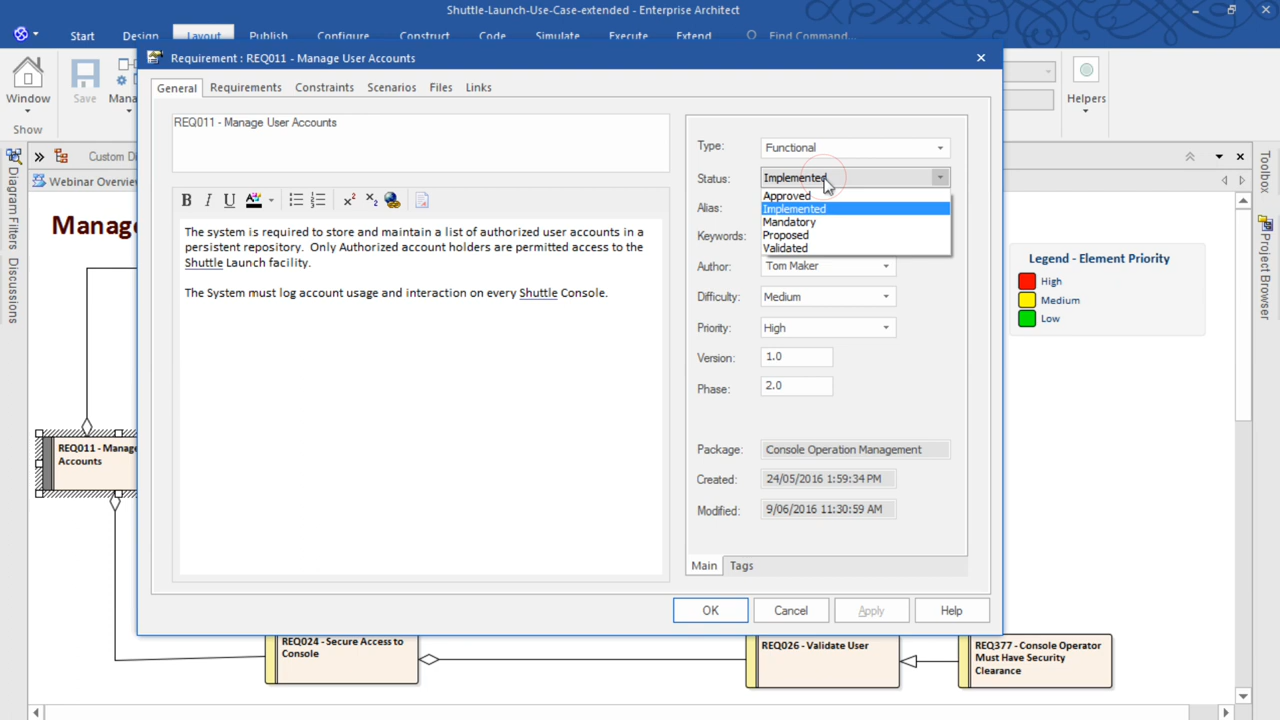 Shuttle-Launch-Use-Case-extended - Enterprise Architect
Start Design Layout Publish Configure Construct Code Simulate Execute Extend Find Command...
Requirement : REQ011 - Manage User Accounts
General Requirements Constraints Scenarios Files Links
Window
Show
Save
Mana
Helpers
Diagram Filters
Discussions
Custom Di
Webinar Overvie
Toolbox
Project Browser
REQ011 - Manage User Accounts
B I U A
The system is required to store and maintain a list of authorized user accounts in a
persistent repository. Only Authorized account holders are permitted access to the
Shuttle Launch facility.
The System must log account usage and interaction on every Shuttle Console.
Type: Functional
Status: Implemented
Approved
Implemented
Mandatory
Proposed
Validated
Alias:
Keywords:
Author: Tom Maker
Difficulty: Medium
Priority: High
Version: 1.0
Phase: 2.0
Package: Console Operation Management
Created: 24/05/2016 1:59:34 PM
Modified: 9/06/2016 11:30:59 AM
Main Tags
OK Cancel Apply Help
Manag
Legend - Element Priority
High
Medium
Low
REQ011 - Manage
Accounts
REQ024 - Secure Access to
Console
REQ026 - Validate User
REQ377 - Console Operator
Must Have Security
Clearance